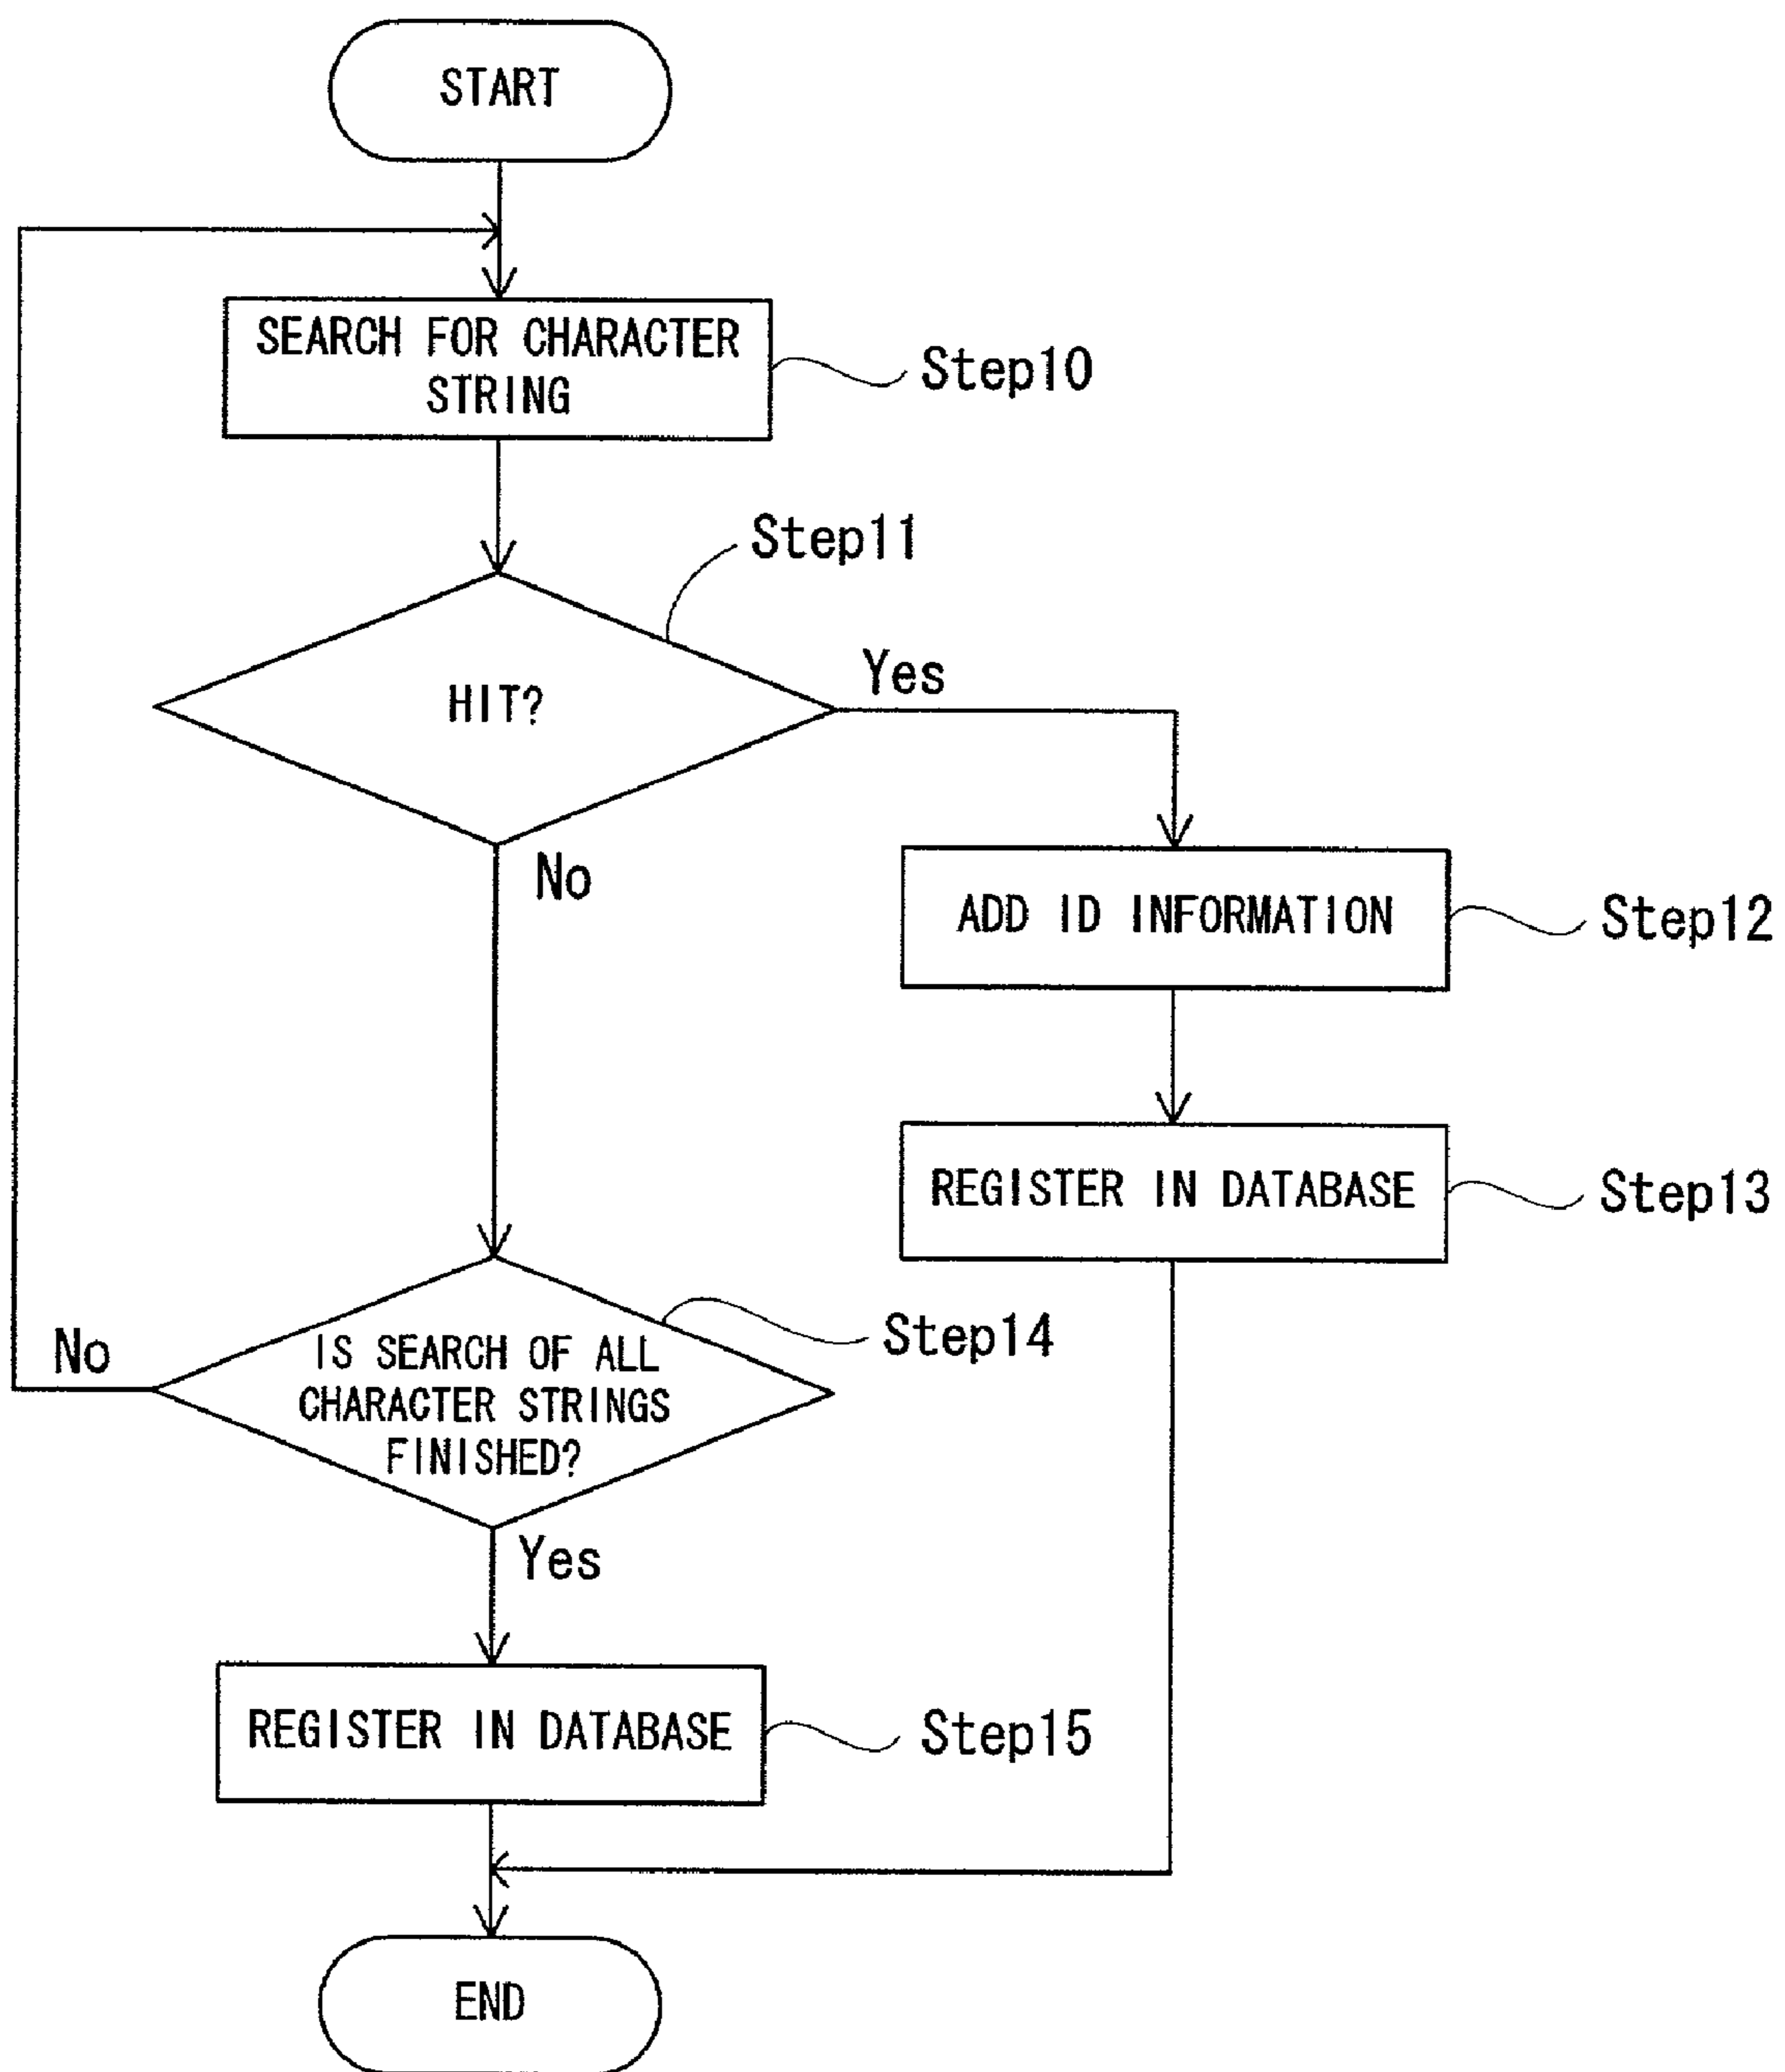 START
SEARCH FOR CHARACTER
STRING
Step10
Step11
HIT?
Yes
No
ADD ID INFORMATION
Step12
REGISTER IN DATABASE
Step13
Step14
No
IS SEARCH OF ALL
CHARACTER STRINGS
FINISHED?
Yes
REGISTER IN DATABASE
Step15
END